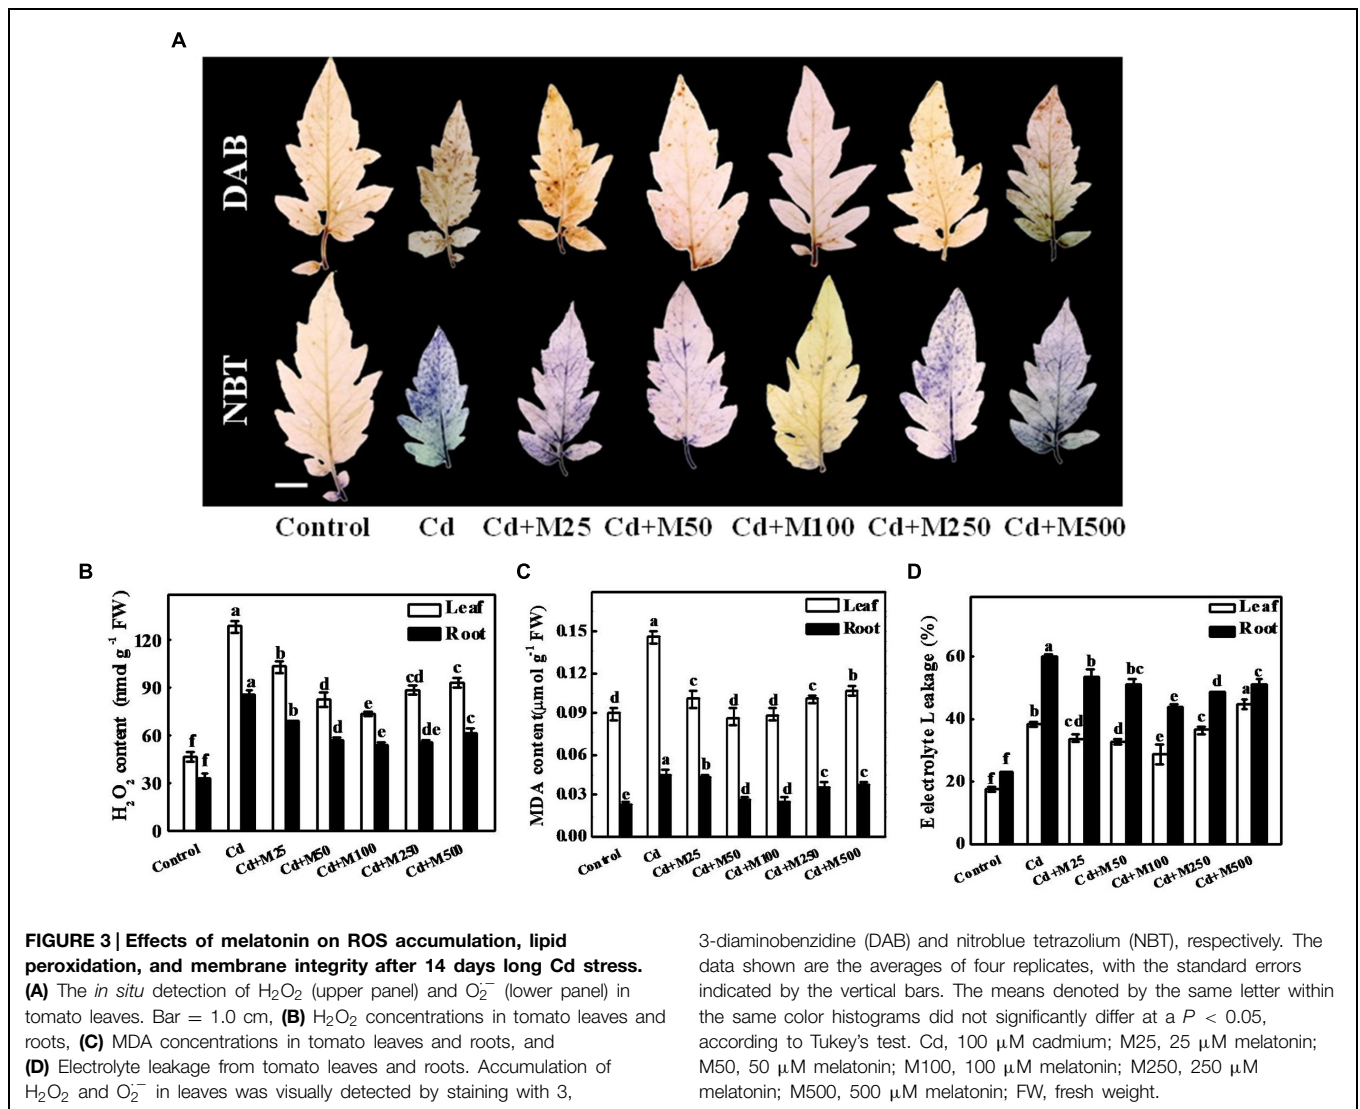 A
DAB
NBT
Control Cd Cd+M25 Cd+M50 Cd+M100 Cd+M250 Cd+M500
B
H2O2 content (nmol g-1 FW)
120
90
60
30
0
Leaf
Root
f f a a b b d d e e cd de c c
Control Cd Cd+M25 Cd+M50 Cd+M100 Cd+M250 Cd+M500
C
MDA content(μmol g-1 FW)
0.15
0.12
0.09
0.06
0.03
0.00
Leaf
Root
d e a a c b d d d d c c b c
Control Cd Cd+M25 Cd+M50 Cd+M100 Cd+M250 Cd+M500
D
Electrolyte Leakage (%)
60
40
20
0
Leaf
Root
f f b a cd b d bc e e c d a c
Control Cd Cd+M25 Cd+M50 Cd+M100 Cd+M250 Cd+M500
FIGURE 3 | Effects of melatonin on ROS accumulation, lipid
peroxidation, and membrane integrity after 14 days long Cd stress.
(A) The in situ detection of H2O2 (upper panel) and O2·− (lower panel) in
tomato leaves. Bar = 1.0 cm, (B) H2O2 concentrations in tomato leaves and
roots, (C) MDA concentrations in tomato leaves and roots, and
(D) Electrolyte leakage from tomato leaves and roots. Accumulation of
H2O2 and O2·− in leaves was visually detected by staining with 3,
3-diaminobenzidine (DAB) and nitroblue tetrazolium (NBT), respectively. The
data shown are the averages of four replicates, with the standard errors
indicated by the vertical bars. The means denoted by the same letter within
the same color histograms did not significantly differ at a P < 0.05,
according to Tukey's test. Cd, 100 μM cadmium; M25, 25 μM melatonin;
M50, 50 μM melatonin; M100, 100 μM melatonin; M250, 250 μM
melatonin; M500, 500 μM melatonin; FW, fresh weight.